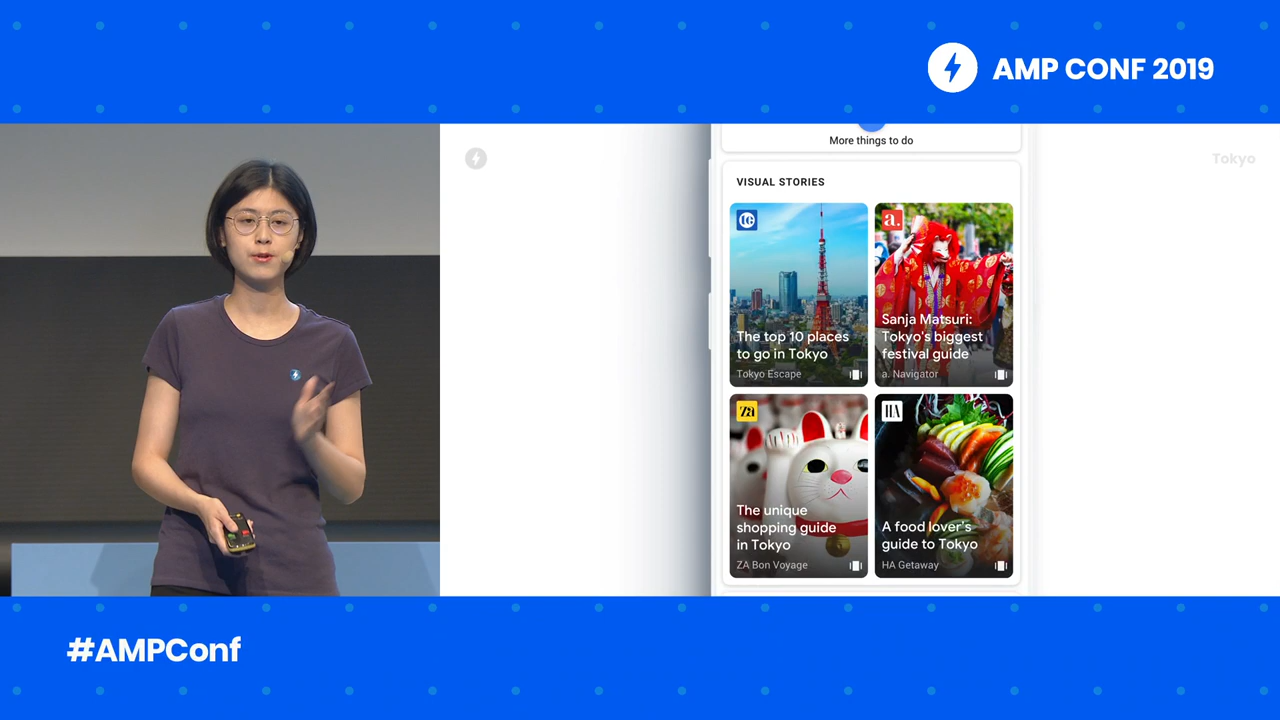 AMP CONF 2019
More things to do
Tokyo
VISUAL STORIES
a.
The top 10 places
to go in Tokyo
Tokyo Escape
Sanja Matsuri:
Tokyo's biggest
festival guide
a. Navigator
Za
The unique
shopping guide
in Tokyo
ZA Bon Voyage
HA
A food lover's
guide to Tokyo
HA Getaway
#AMPConf